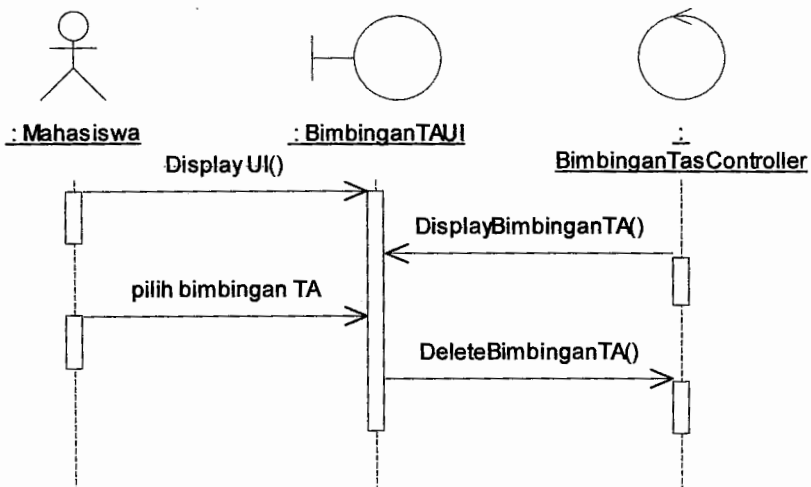 : Mahasiswa
: BimbinganTAUI
:
BimbinganTasController
Display UI()
DisplayBimbinganTA()
pilih bimbingan TA
DeleteBimbinganTA()